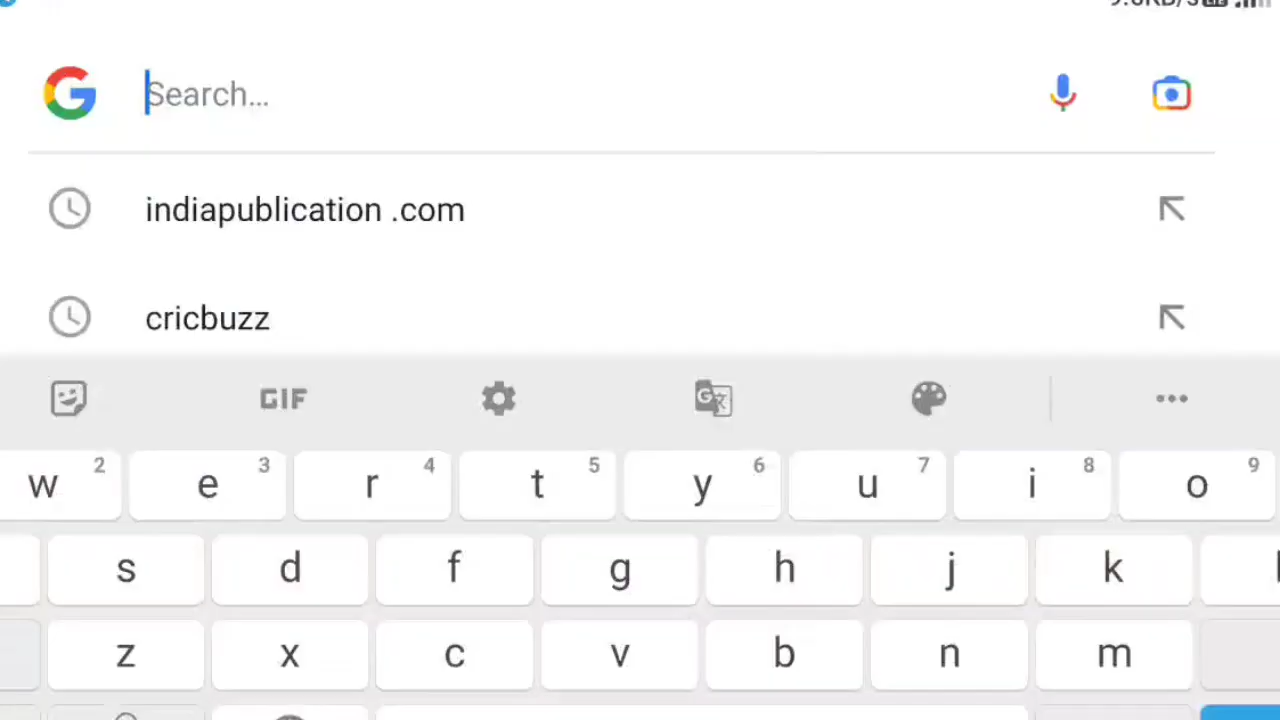 Search...
indiapublication .com
cricbuzz
GIF
w 2 e 3 r 4 t 5 y 6 u 7 i 8 o 9
s d f g h j k
z x c v b n m